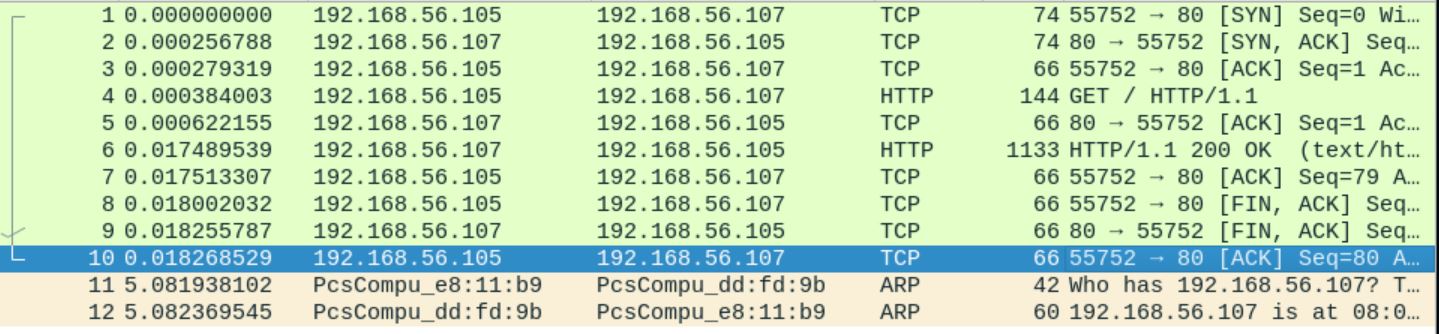 1 0.000000000 192.168.56.105 192.168.56.107 TCP 74 55752 → 80 [SYN] Seq=0 Wi…
2 0.000256788 192.168.56.107 192.168.56.105 TCP 74 80 → 55752 [SYN, ACK] Seq…
3 0.000279319 192.168.56.105 192.168.56.107 TCP 66 55752 → 80 [ACK] Seq=1 Ac…
4 0.000384003 192.168.56.105 192.168.56.107 HTTP 144 GET / HTTP/1.1
5 0.000622155 192.168.56.107 192.168.56.105 TCP 66 80 → 55752 [ACK] Seq=1 Ac…
6 0.017489539 192.168.56.107 192.168.56.105 HTTP 1133 HTTP/1.1 200 OK (text/ht…
7 0.017513307 192.168.56.105 192.168.56.107 TCP 66 55752 → 80 [ACK] Seq=79 A…
8 0.018002032 192.168.56.105 192.168.56.107 TCP 66 55752 → 80 [FIN, ACK] Seq…
9 0.018255787 192.168.56.107 192.168.56.105 TCP 66 80 → 55752 [FIN, ACK] Seq…
10 0.018268529 192.168.56.105 192.168.56.107 TCP 66 55752 → 80 [ACK] Seq=80 A…
11 5.081938102 PcsCompu_e8:11:b9 PcsCompu_dd:fd:9b ARP 42 Who has 192.168.56.107? T…
12 5.082369545 PcsCompu_dd:fd:9b PcsCompu_e8:11:b9 ARP 60 192.168.56.107 is at 08:0…